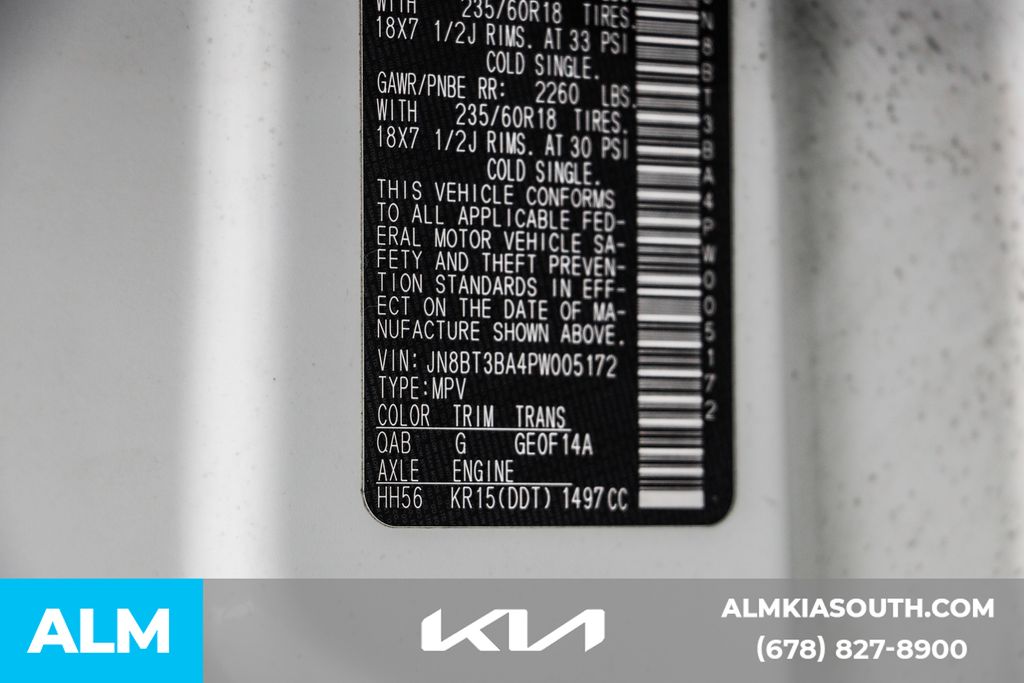 WITH 235/60R18 TIRES.
18X7 1/2J RIMS. AT 33 PSI
COLD SINGLE.
GAWR/PNBE RR: 2260 LBS.
WITH 235/60R18 TIRES.
18X7 1/2J RIMS. AT 30 PSI
COLD SINGLE.
THIS VEHICLE CONFORMS
TO ALL APPLICABLE FED-
ERAL MOTOR VEHICLE SA-
FETY AND THEFT PREVEN-
TION STANDARDS IN EFF-
ECT ON THE DATE OF MA-
NUFACTURE SHOWN ABOVE.
VIN: JN8BT3BA4PW005172
TYPE:MPV
COLOR TRIM TRANS
QAB G GE0F14A
AXLE ENGINE
HH56 KR15(DDT) 1497CC
N8BT3BA4PW005172
ALM
KIA
ALMKIASOUTH.COM
(678) 827-8900